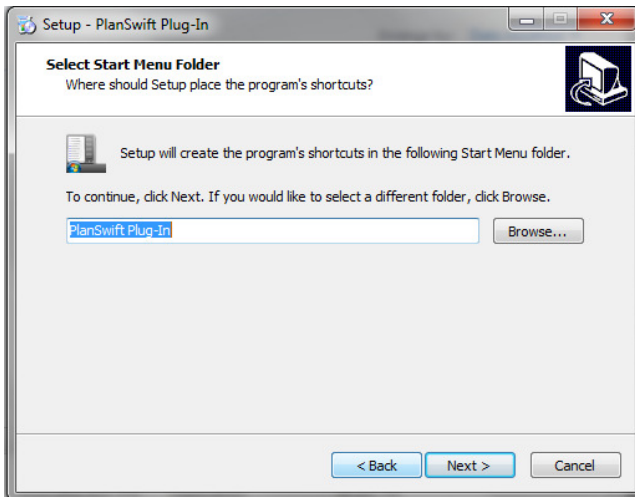 Setup - PlanSwift Plug-In
Select Start Menu Folder
Where should Setup place the program's shortcuts?
Setup will create the program's shortcuts in the following Start Menu folder.
To continue, click Next. If you would like to select a different folder, click Browse.
PlanSwift Plug-In
Browse...
< Back
Next >
Cancel